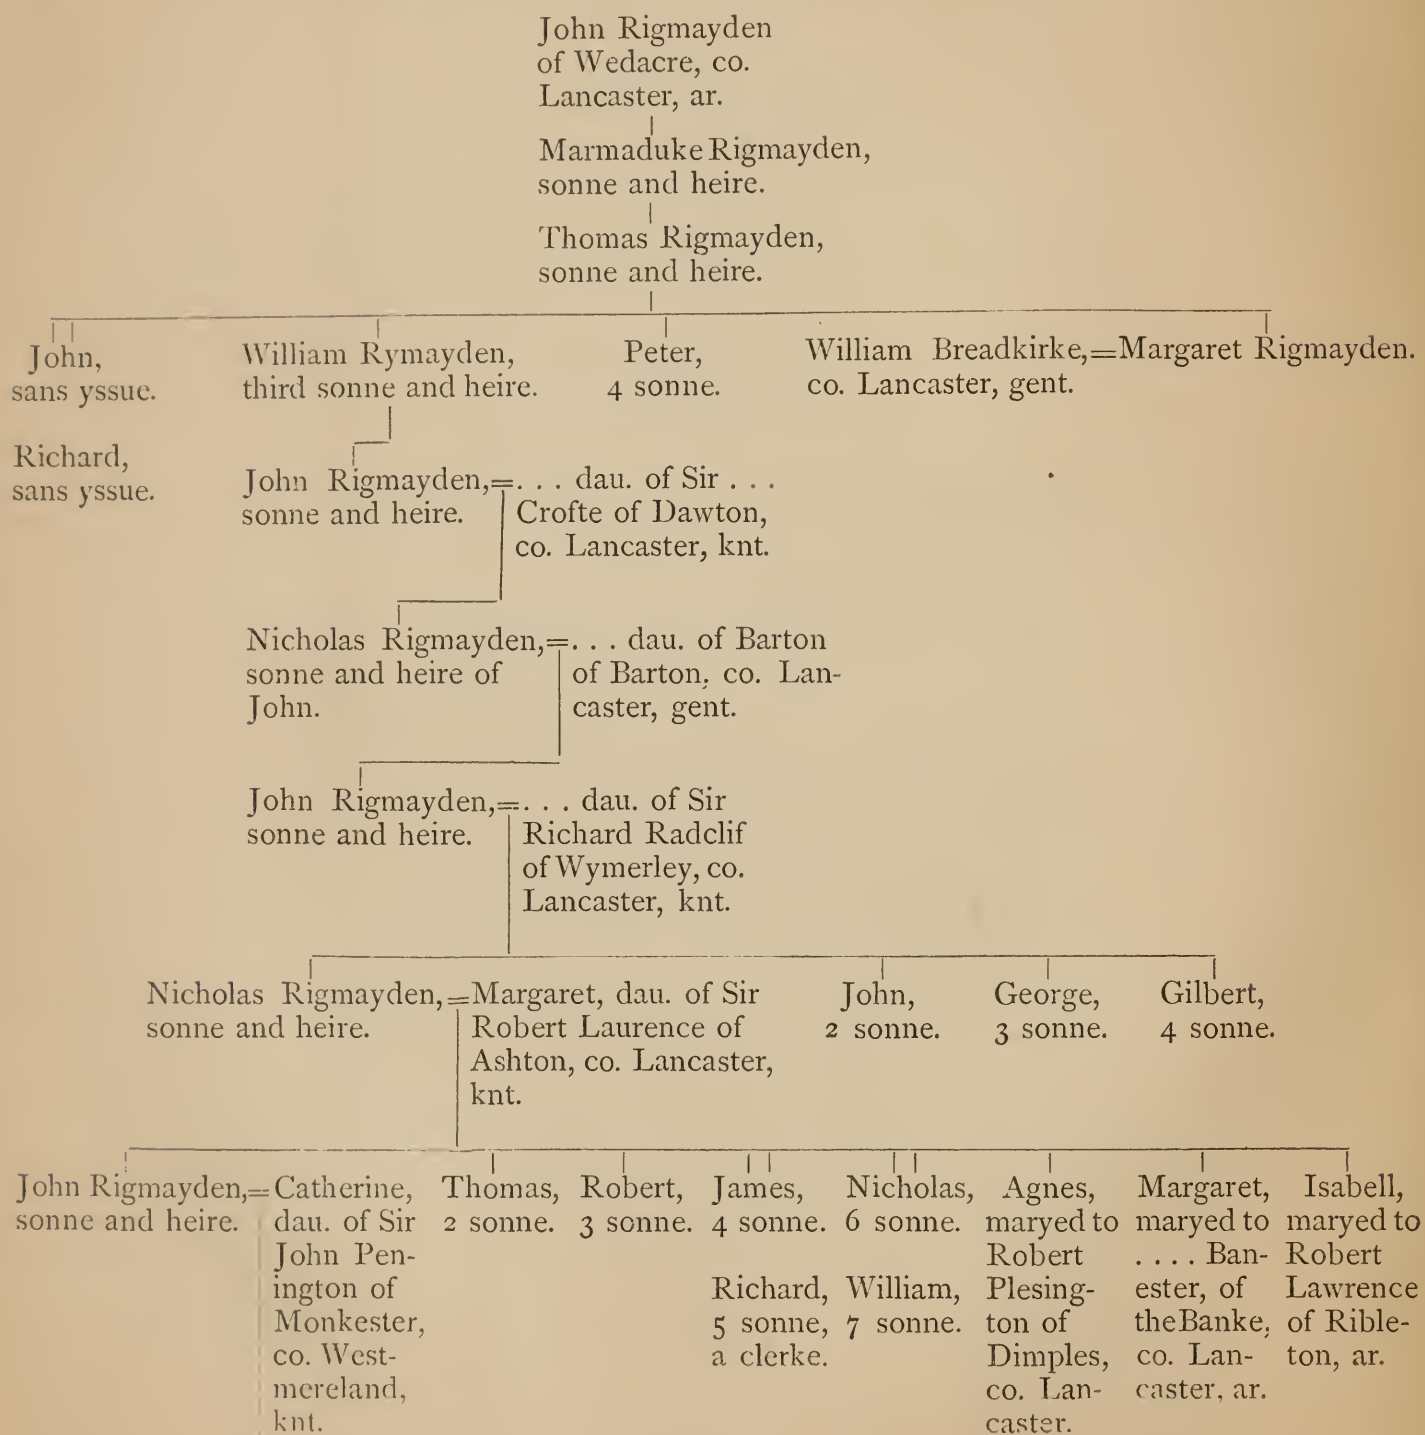 John Rigmayden
of Wedacre, co.
Lancaster, ar.
Marmaduke Rigmayden,
sonne and heire.
Thomas Rigmayden,
sonne and heire.
John,
sans yssue.
Richard,
sans yssue.
William Rymayden,
third sonne and heire.
Peter,
4 sonne.
William Breadkirke,=Margaret Rigmayden.
co. Lancaster, gent.
John Rigmayden,=. . . dau. of Sir . . .
sonne and heire.
Crofte of Dawton,
co. Lancaster, knt.
Nicholas Rigmayden,=. . . dau. of Barton
sonne and heire of
John.
of Barton, co. Lan-
caster, gent.
John Rigmayden,=. . . dau. of Sir
sonne and heire.
Richard Radclif
of Wymerley, co.
Lancaster, knt.
Nicholas Rigmayden,=Margaret, dau. of Sir
sonne and heire.
Robert Laurence of
Ashton, co. Lancaster,
knt.
John,
2 sonne.
George,
3 sonne.
Gilbert,
4 sonne.
John Rigmayden,=Catherine,
sonne and heire.
dau. of Sir
John Pen-
ington of
Monkester,
co. West-
mereland,
knt.
Thomas,
2 sonne.
Robert,
3 sonne.
James,
4 sonne.
Richard,
5 sonne,
a clerke.
Nicholas,
6 sonne.
William,
7 sonne.
Agnes,
maryed to
Robert
Plesing-
ton of
Dimples,
co. Lan-
caster.
Margaret,
maryed to
. . . . Ban-
ester, of
the Banke,
co. Lan-
caster, ar.
Isabell,
maryed to
Robert
Lawrence
of Rible-
ton, ar.